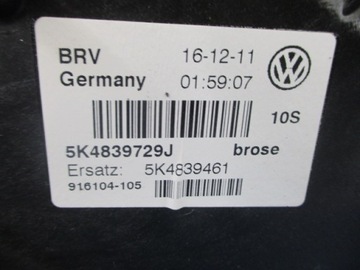 BRV 16-12-11
Germany 01:59:07
10S
5K4839729J brose
Ersatz: 5K4839461
916104-105